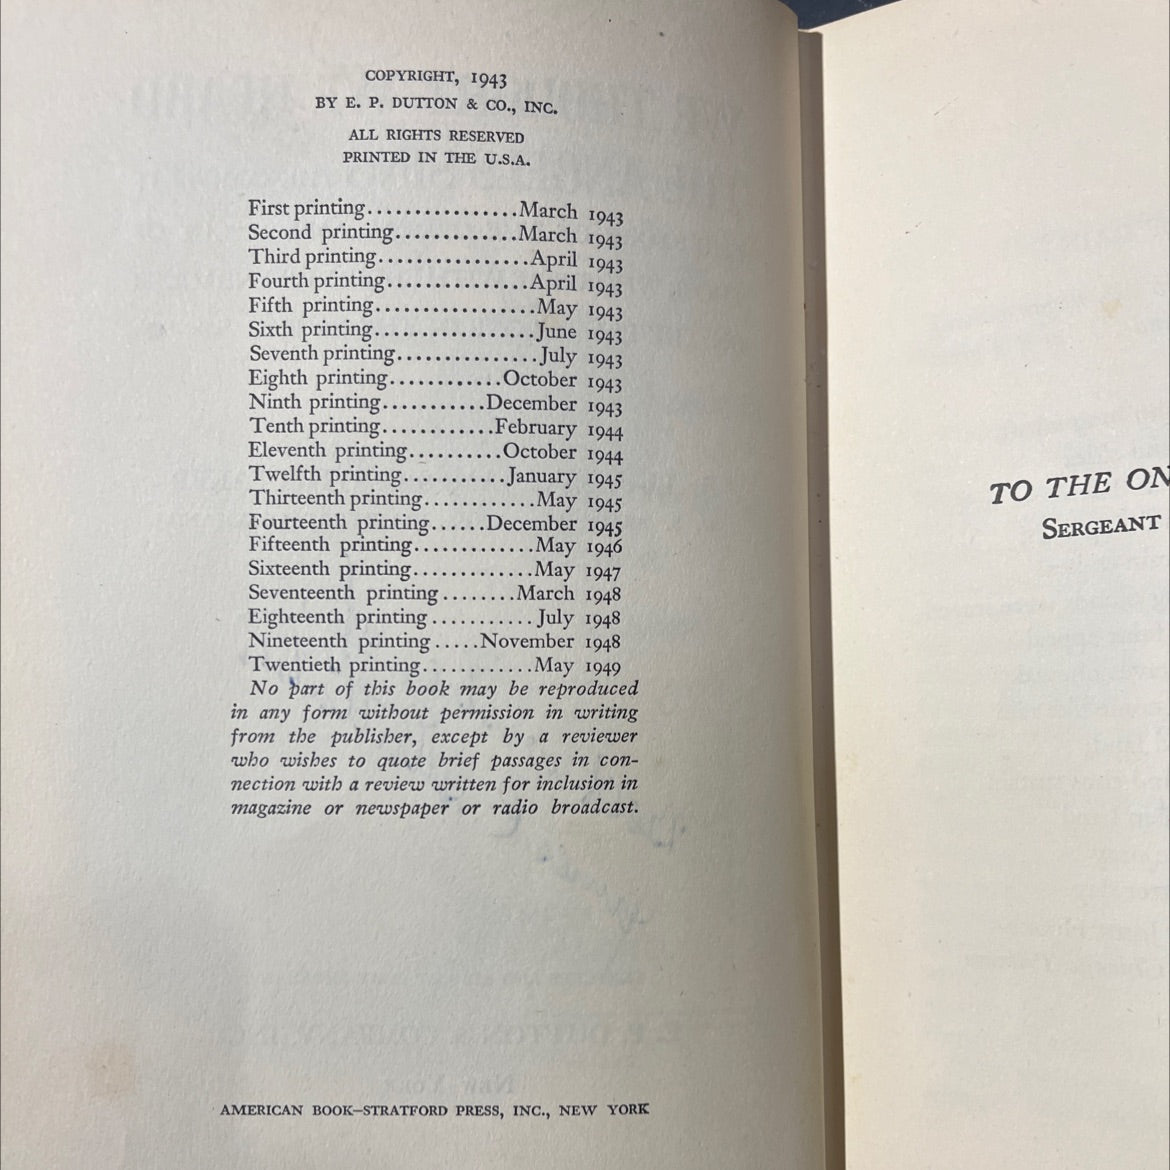 COPYRIGHT, 1943
BY E. P. DUTTON & CO., INC.
ALL RIGHTS RESERVED
PRINTED IN THE U.S.A.
First printing................March 1943
Second printing.............March 1943
Third printing................April 1943
Fourth printing...............April 1943
Fifth printing.................May 1943
Sixth printing.................June 1943
Seventh printing...............July 1943
Eighth printing............October 1943
Ninth printing...........December 1943
Tenth printing............February 1944
Eleventh printing..........October 1944
Twelfth printing...........January 1945
Thirteenth printing............May 1945
Fourteenth printing......December 1945
Fifteenth printing.............May 1946
Sixteenth printing.............May 1947
Seventeenth printing........March 1948
Eighteenth printing...........July 1948
Nineteenth printing.....November 1948
Twentieth printing............May 1949
No part of this book may be reproduced
in any form without permission in writing
from the publisher, except by a reviewer
who wishes to quote brief passages in con-
nection with a review written for inclusion in
magazine or newspaper or radio broadcast.
AMERICAN BOOK—STRATFORD PRESS, INC., NEW YORK
TO THE ON
SERGEANT